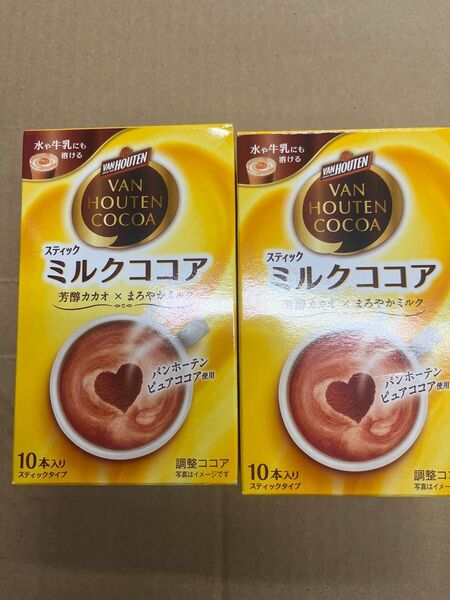 水や牛乳にも
溶ける
VAN HOUTEN
VAN
HOUTEN
COCOA
スティック
ミルクココア
芳醇カカオ × まろやかミルク
バンホーテン
ピュアココア使用
10本入り
スティックタイプ
調整ココア
写真はイメージです
水や牛乳にも
溶ける
VAN HOUTEN
VAN
HOUTEN
COCOA
スティック
ミルクココア
芳醇カカオ × まろやかミルク
バンホーテン
ピュアココア使用
10本入り
スティックタイプ
調整ココ
写真はイメージ